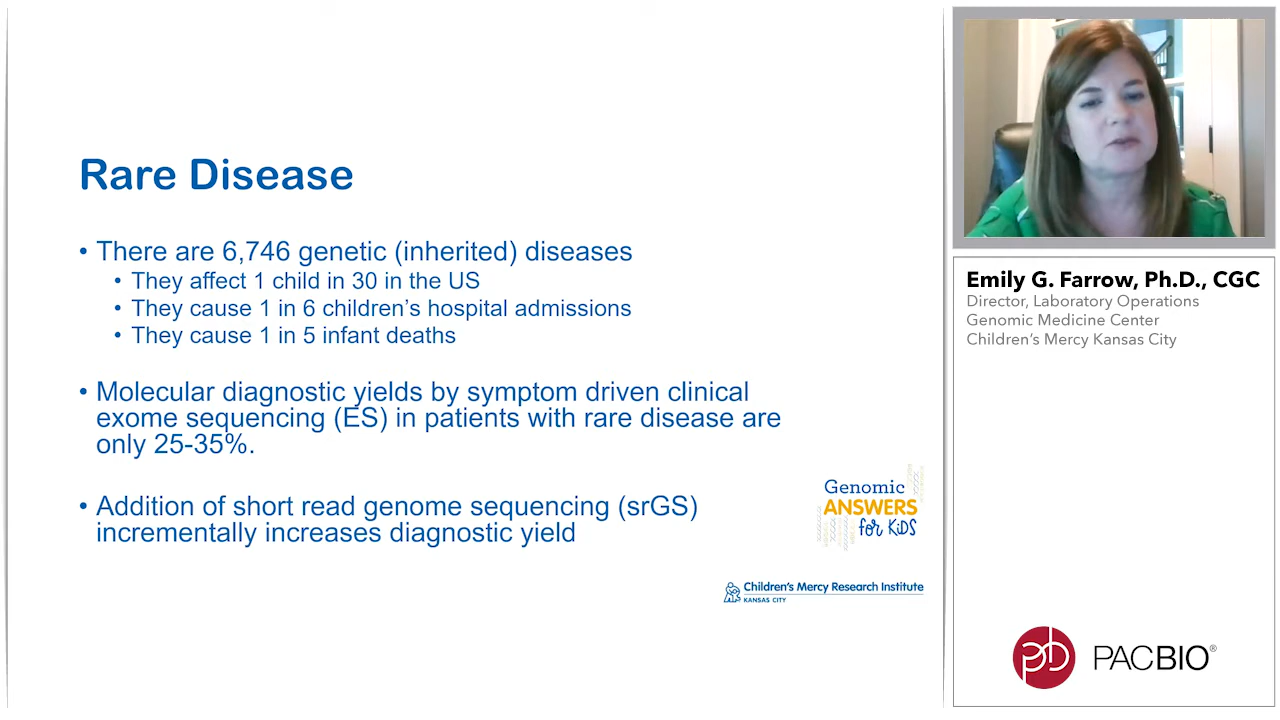 Rare Disease
• There are 6,746 genetic (inherited) diseases
• They affect 1 child in 30 in the US
• They cause 1 in 6 children’s hospital admissions
• They cause 1 in 5 infant deaths
• Molecular diagnostic yields by symptom driven clinical
exome sequencing (ES) in patients with rare disease are
only 25-35%.
• Addition of short read genome sequencing (srGS)
incrementally increases diagnostic yield
Genomic
ANSWERS
for KiDS
Children's Mercy Research Institute
KANSAS CITY
Emily G. Farrow, Ph.D., CGC
Director, Laboratory Operations
Genomic Medicine Center
Children’s Mercy Kansas City
pb PACBIO®